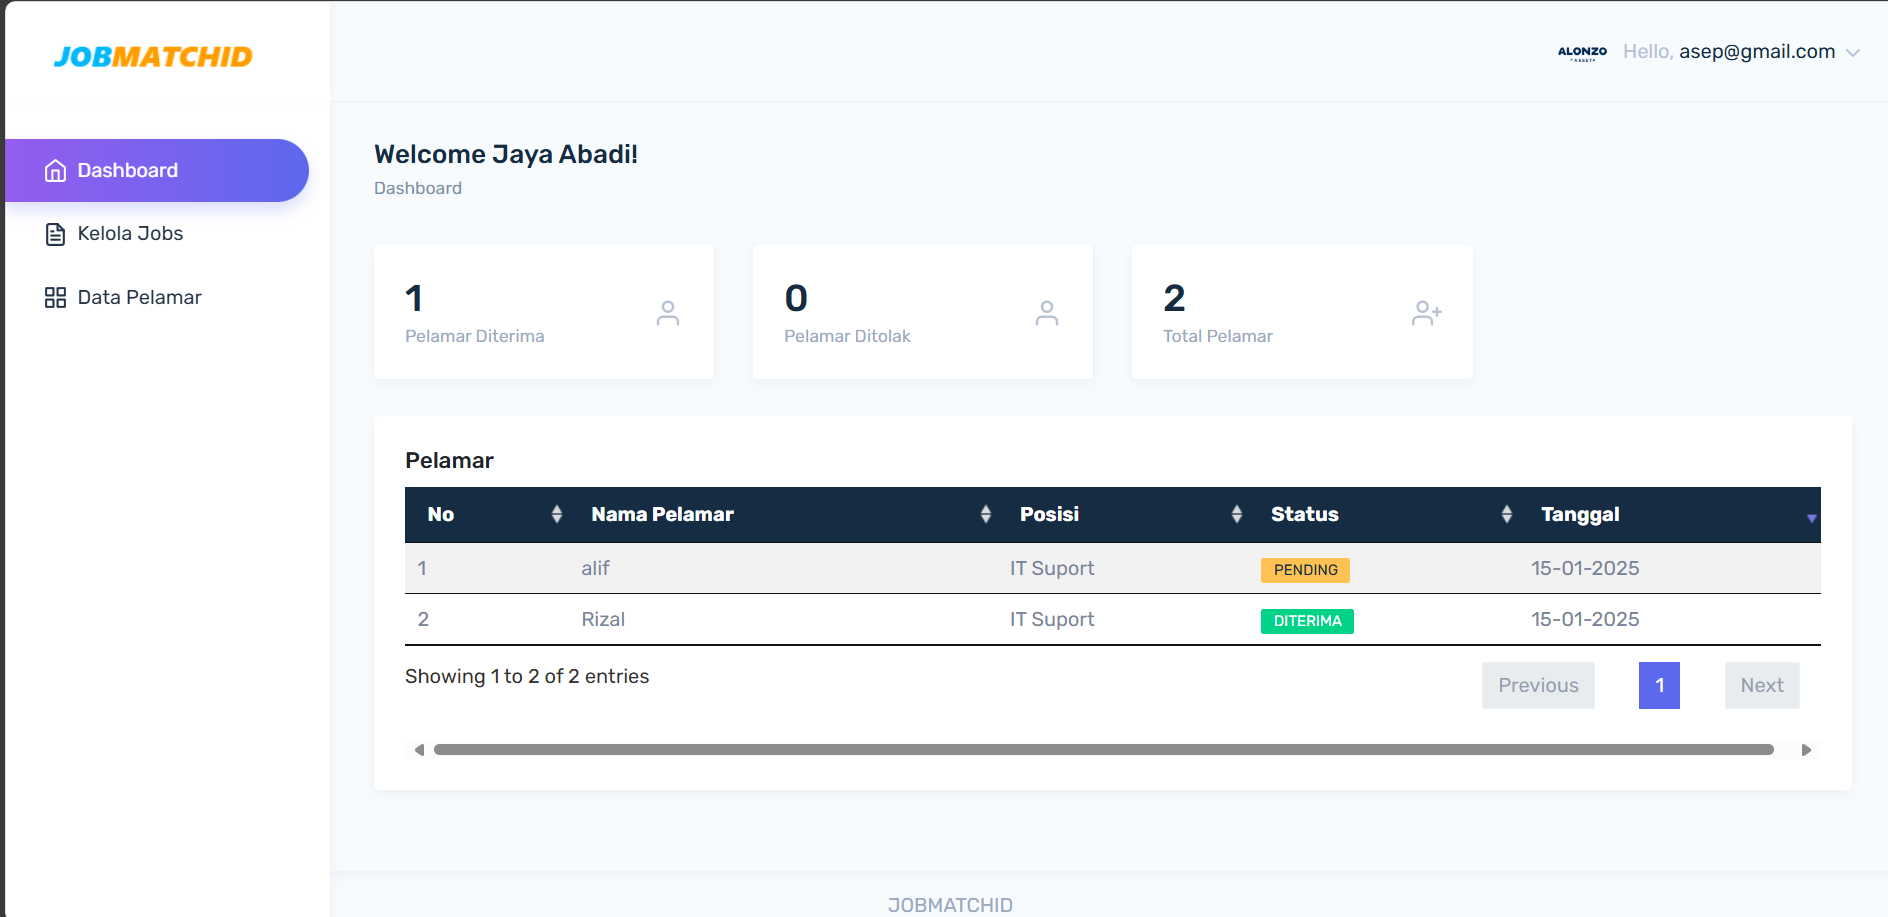 JOBMATCHID
ALONZO
Hello, asep@gmail.com
Dashboard
Kelola Jobs
Data Pelamar
Welcome Jaya Abadi!
Dashboard
1
Pelamar Diterima
0
Pelamar Ditolak
2
Total Pelamar
Pelamar
No Nama Pelamar Posisi Status Tanggal
1 alif IT Suport PENDING 15-01-2025
2 Rizal IT Suport DITERIMA 15-01-2025
Showing 1 to 2 of 2 entries
Previous 1 Next
JOBMATCHID